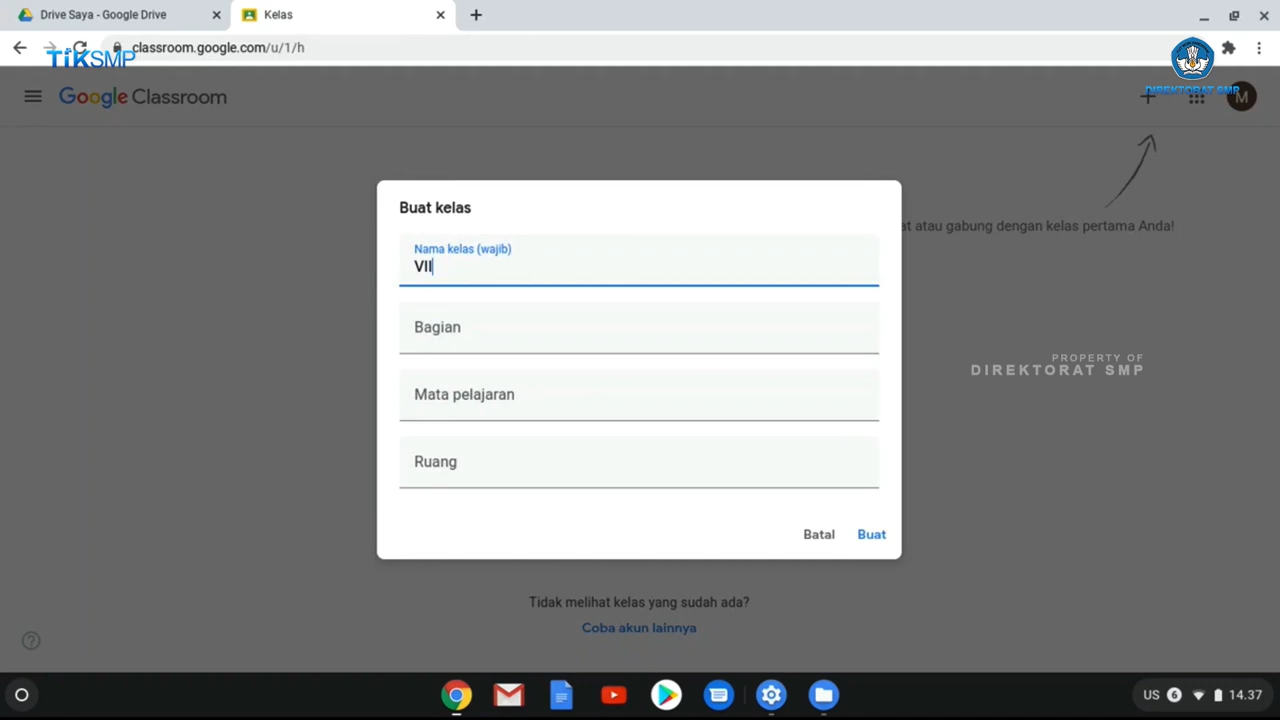 Drive Saya - Google Drive
Kelas
classroom.google.com/u/1/h
TikSMP
DIREKTORAT SMP
Google Classroom
M
at atau gabung dengan kelas pertama Anda!
Buat kelas
Nama kelas (wajib)
VII
Bagian
PROPERTY OF
DIREKTORAT SMP
Mata pelajaran
Ruang
Batal
Buat
Tidak melihat kelas yang sudah ada?
Coba akun lainnya
US 6 14.37